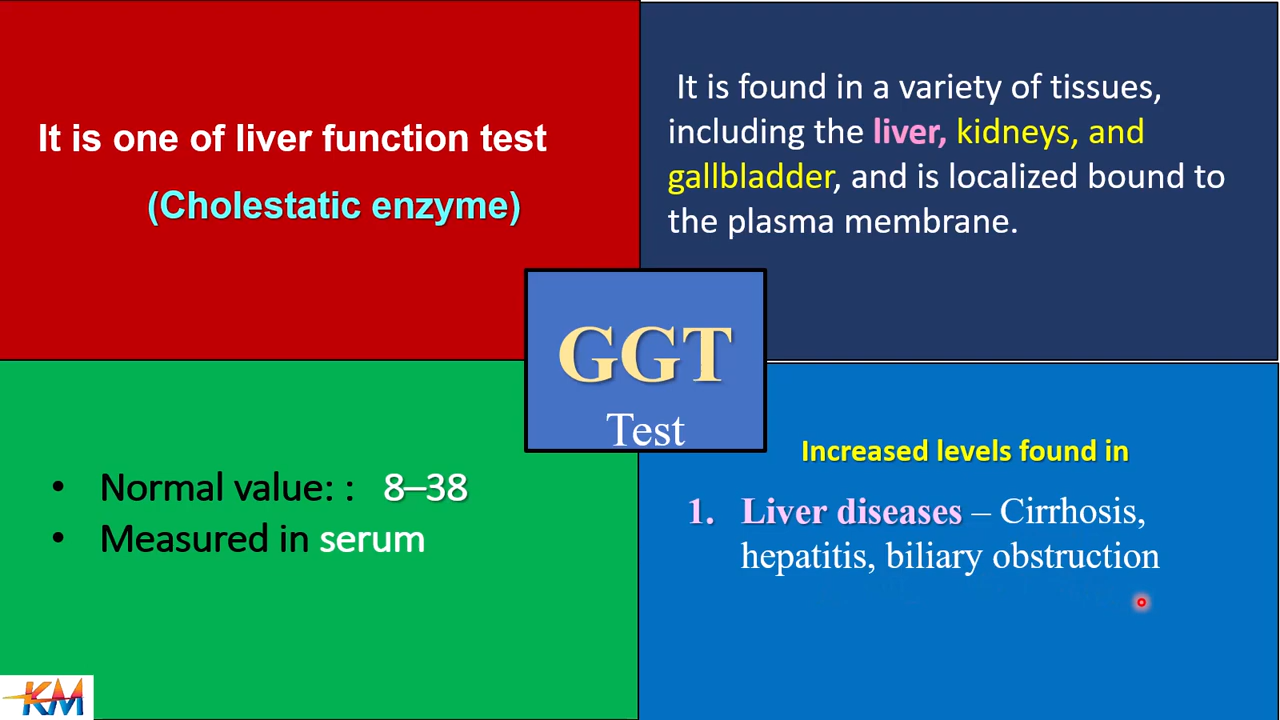 It is one of liver function test
(Cholestatic enzyme)
It is found in a variety of tissues,
including the liver, kidneys, and
gallbladder, and is localized bound to
the plasma membrane.
GGT
Test
• Normal value: : 8–38
• Measured in serum
Increased levels found in
1. Liver diseases – Cirrhosis,
hepatitis, biliary obstruction
KM